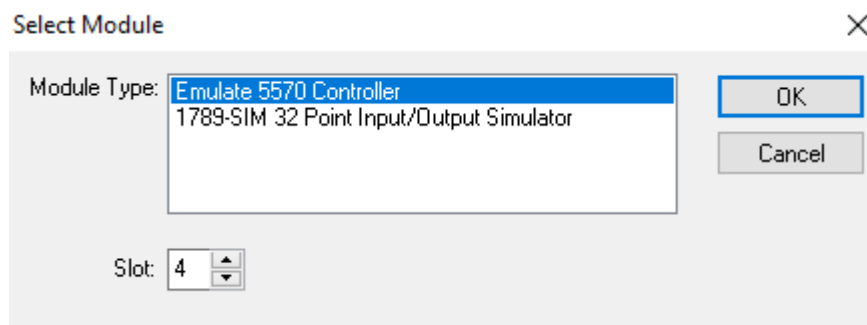 Select Module
Module Type:
Emulate 5570 Controller
1789-SIM 32 Point Input/Output Simulator
OK
Cancel
Slot: 4